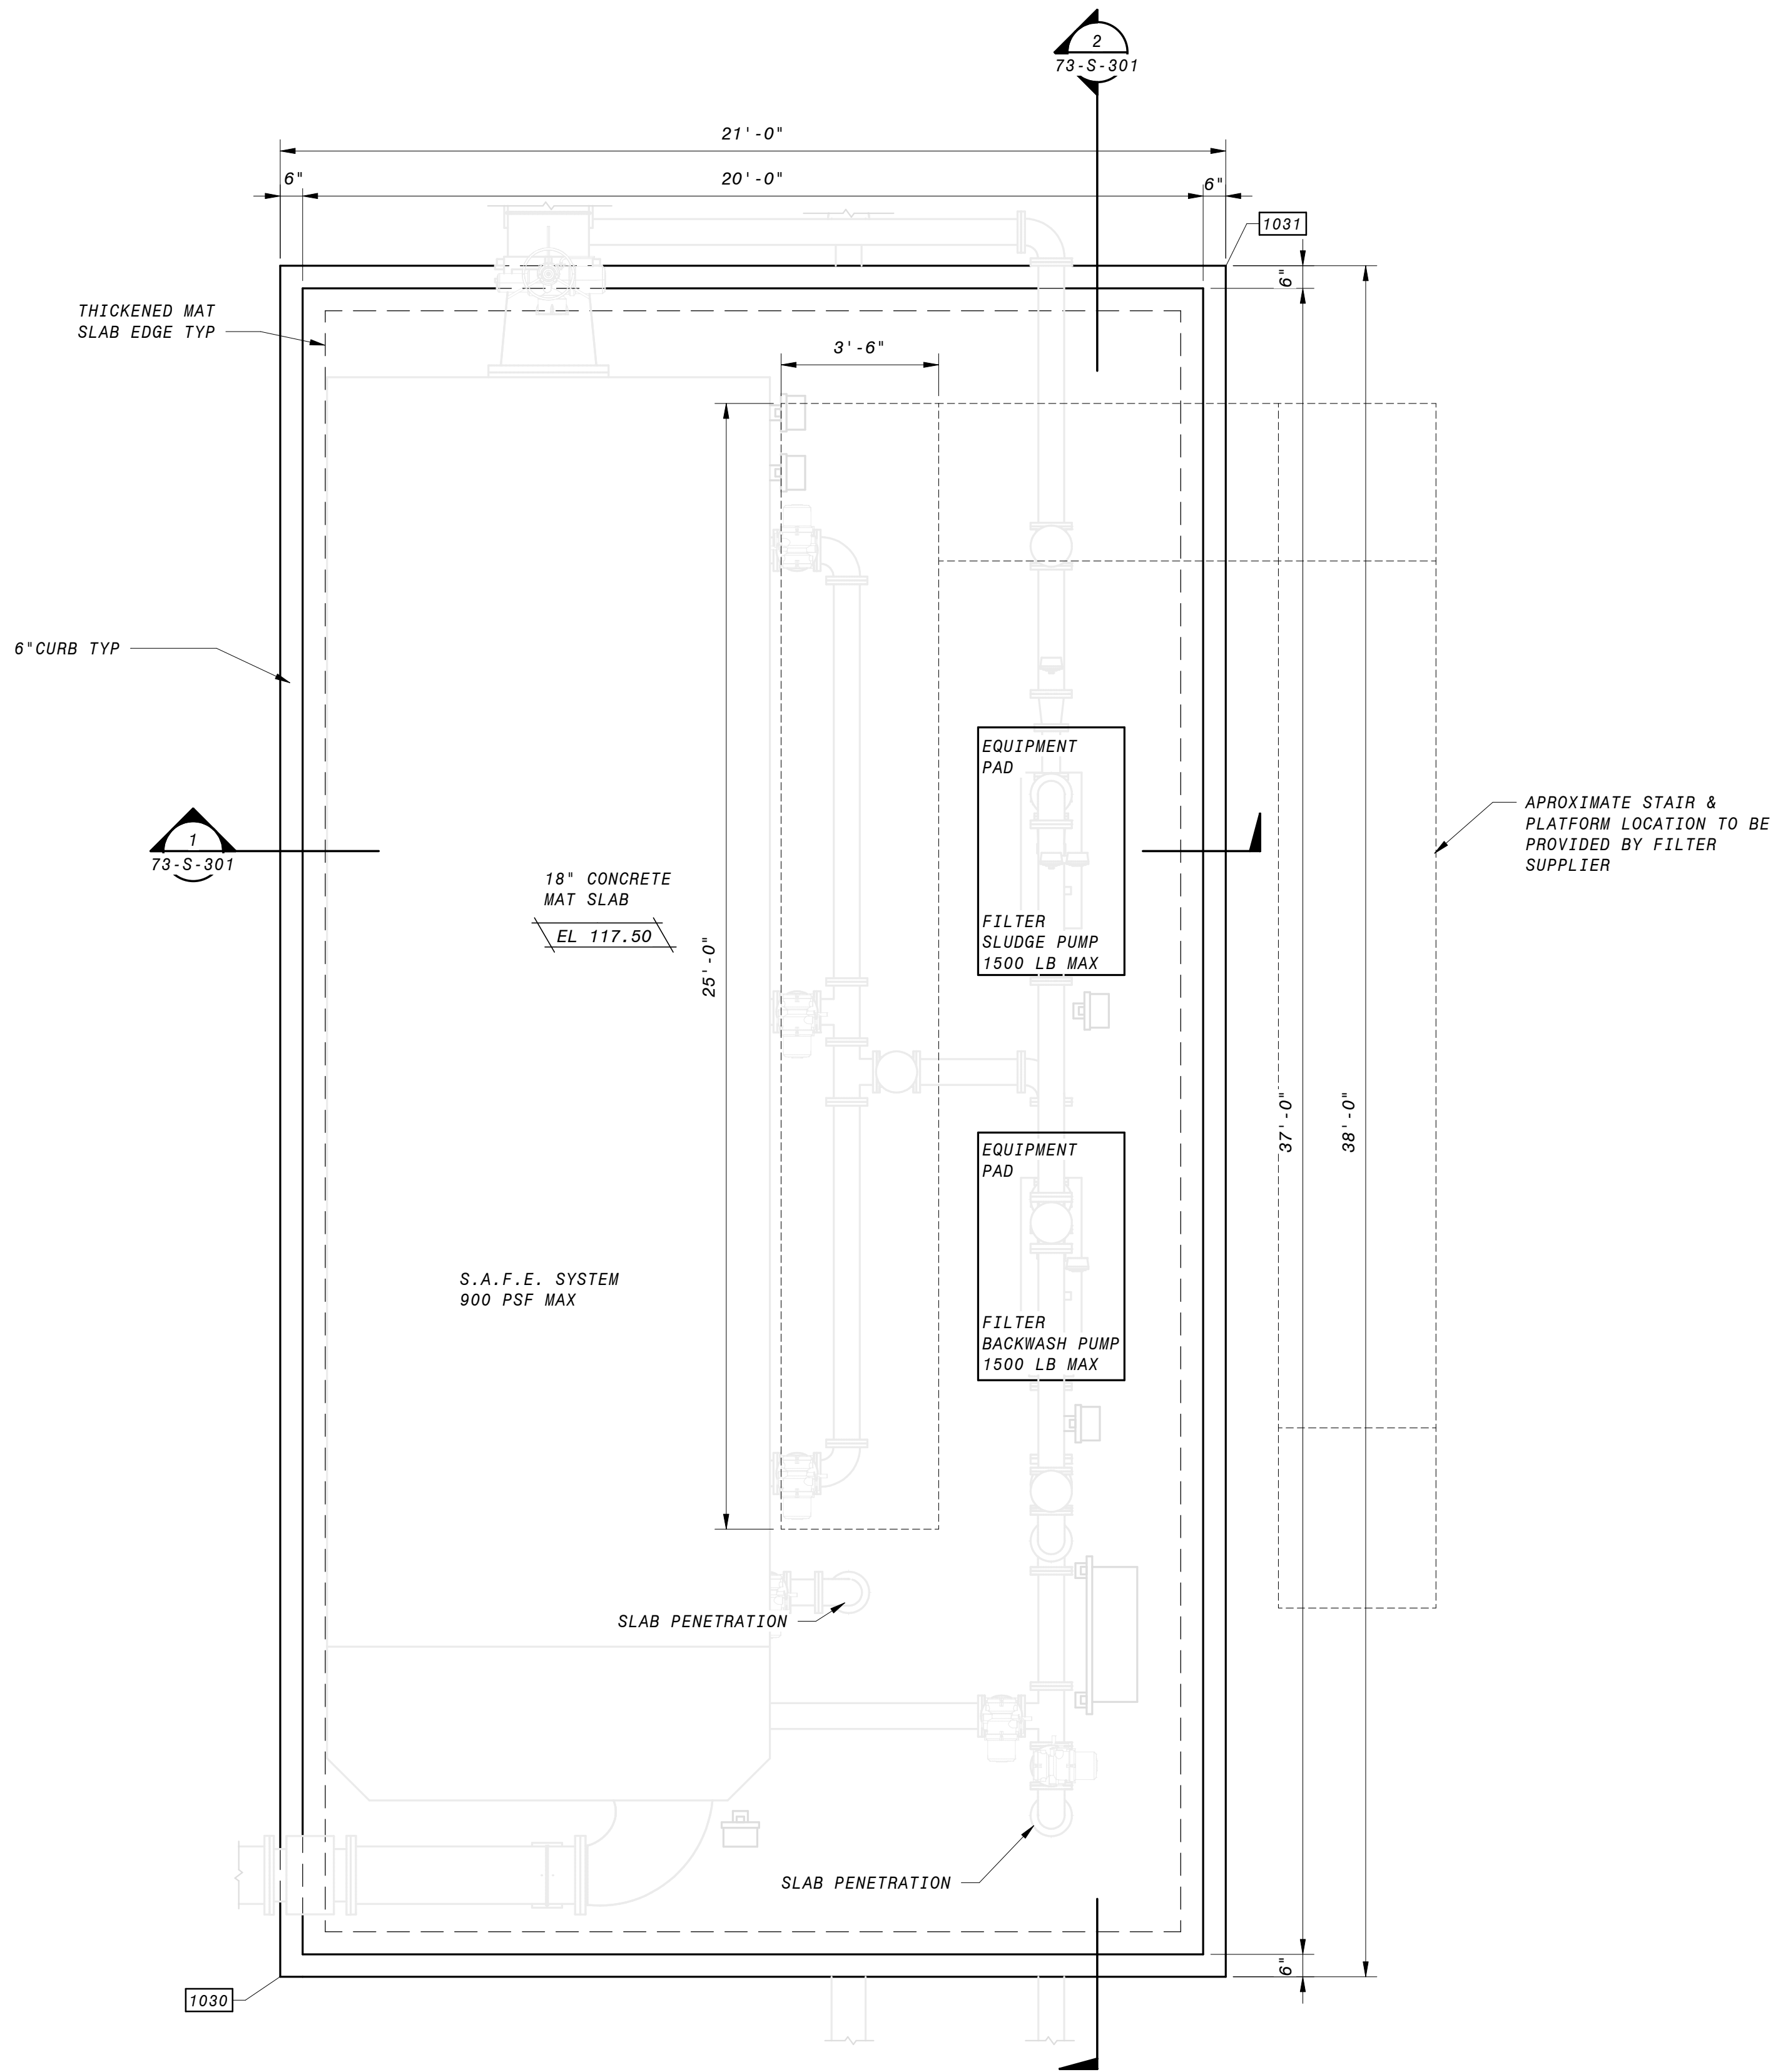 2
73-S-301
21'-0"
6"
20'-0"
6"
1031
6"
THICKENED MAT
SLAB EDGE TYP
3'-6"
6"CURB TYP
EQUIPMENT
PAD
FILTER
SLUDGE PUMP
1500 LB MAX
APROXIMATE STAIR &
PLATFORM LOCATION TO BE
PROVIDED BY FILTER
SUPPLIER
1
73-S-301
18" CONCRETE
MAT SLAB
EL 117.50
25'-0"
37'-0"
38'-0"
EQUIPMENT
PAD
FILTER
BACKWASH PUMP
1500 LB MAX
S.A.F.E. SYSTEM
900 PSF MAX
SLAB PENETRATION
SLAB PENETRATION
6"
1030